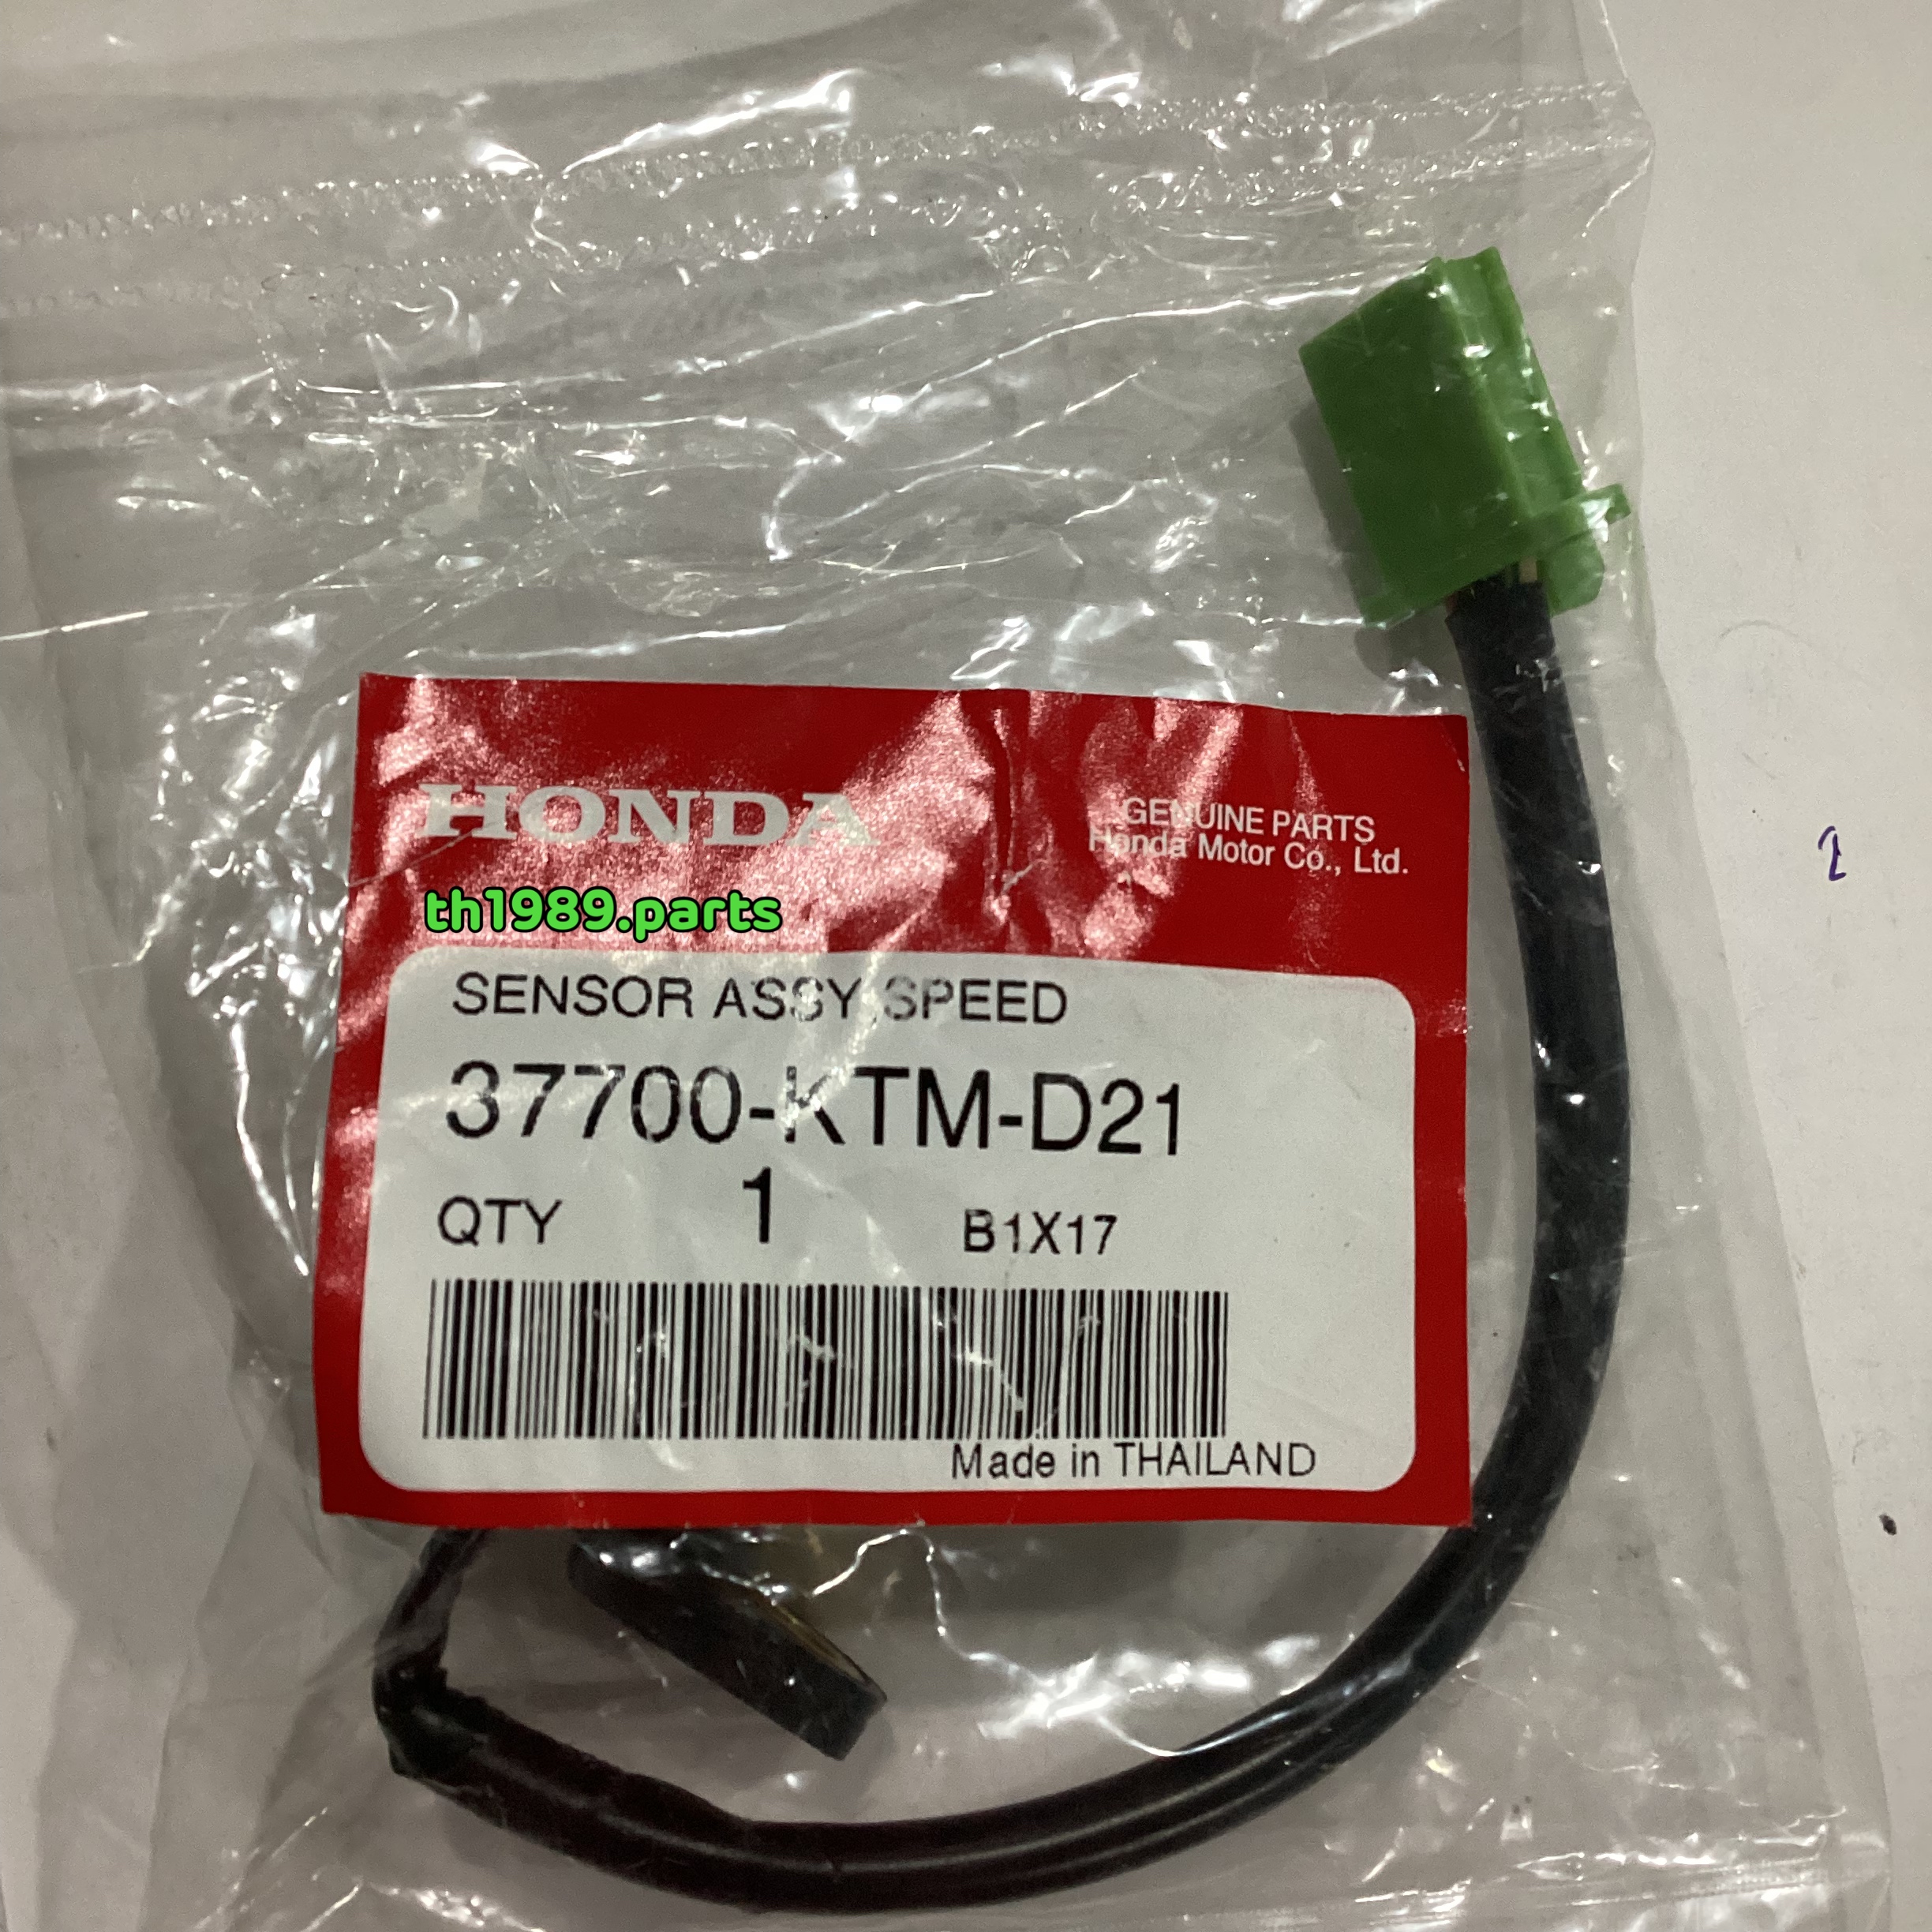 HONDA
GENUINE PARTS
Honda Motor Co., Ltd.
th1989.parts
SENSOR ASSY SPEED
37700-KTM-D21
QTY 1 B1X17
Made in THAILAND